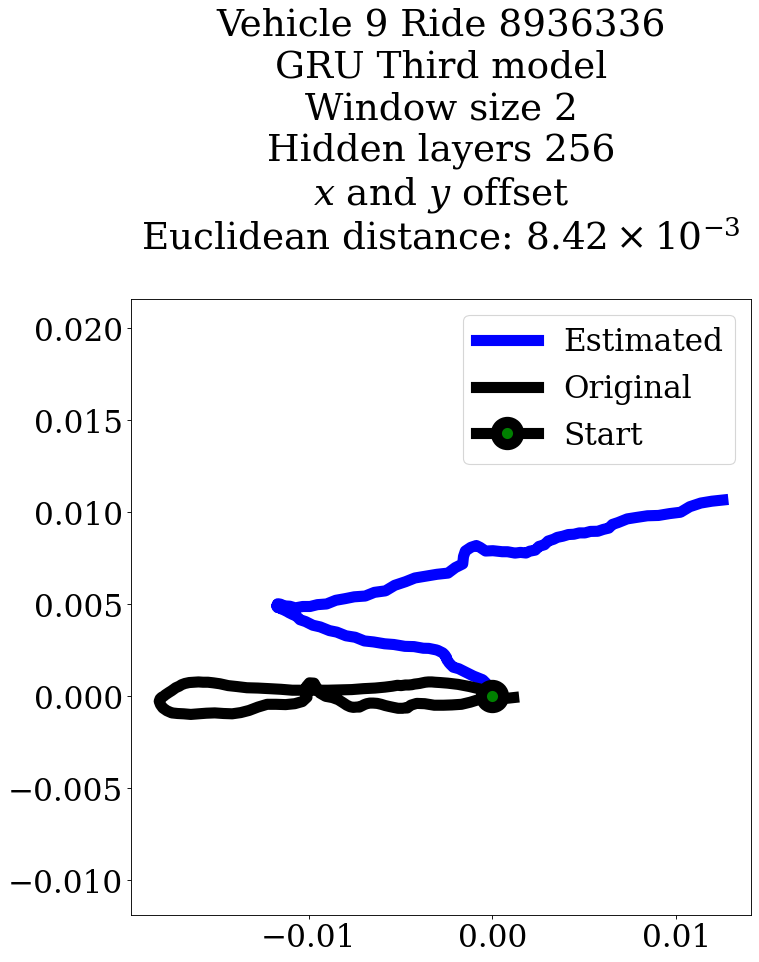 Vehicle 9 Ride 8936336
GRU Third model
Window size 2
Hidden layers 256
x and y offset
Euclidean distance: 8.42 × 10⁻³
Estimated
Original
Start
0.020
0.015
0.010
0.005
0.000
−0.005
−0.010
−0.01 0.00 0.01